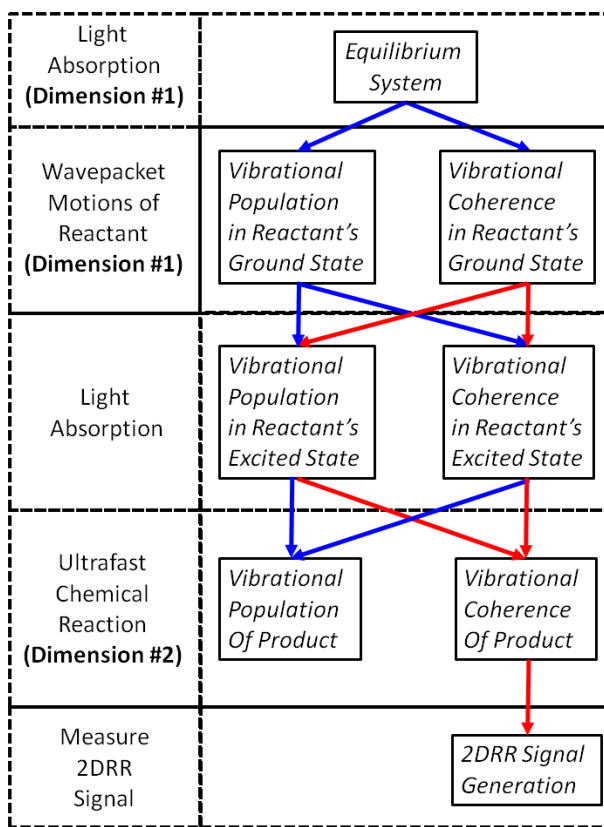 Light
Absorption
(Dimension #1)
Equilibrium
System
Wavepacket
Motions of
Reactant
(Dimension #1)
Vibrational
Population
in Reactant's
Ground State
Vibrational
Coherence
in Reactant's
Ground State
Light
Absorption
Vibrational
Population
in Reactant's
Excited State
Vibrational
Coherence
in Reactant's
Excited State
Ultrafast
Chemical
Reaction
(Dimension #2)
Vibrational
Population
Of Product
Vibrational
Coherence
Of Product
Measure
2DRR
Signal
2DRR Signal
Generation